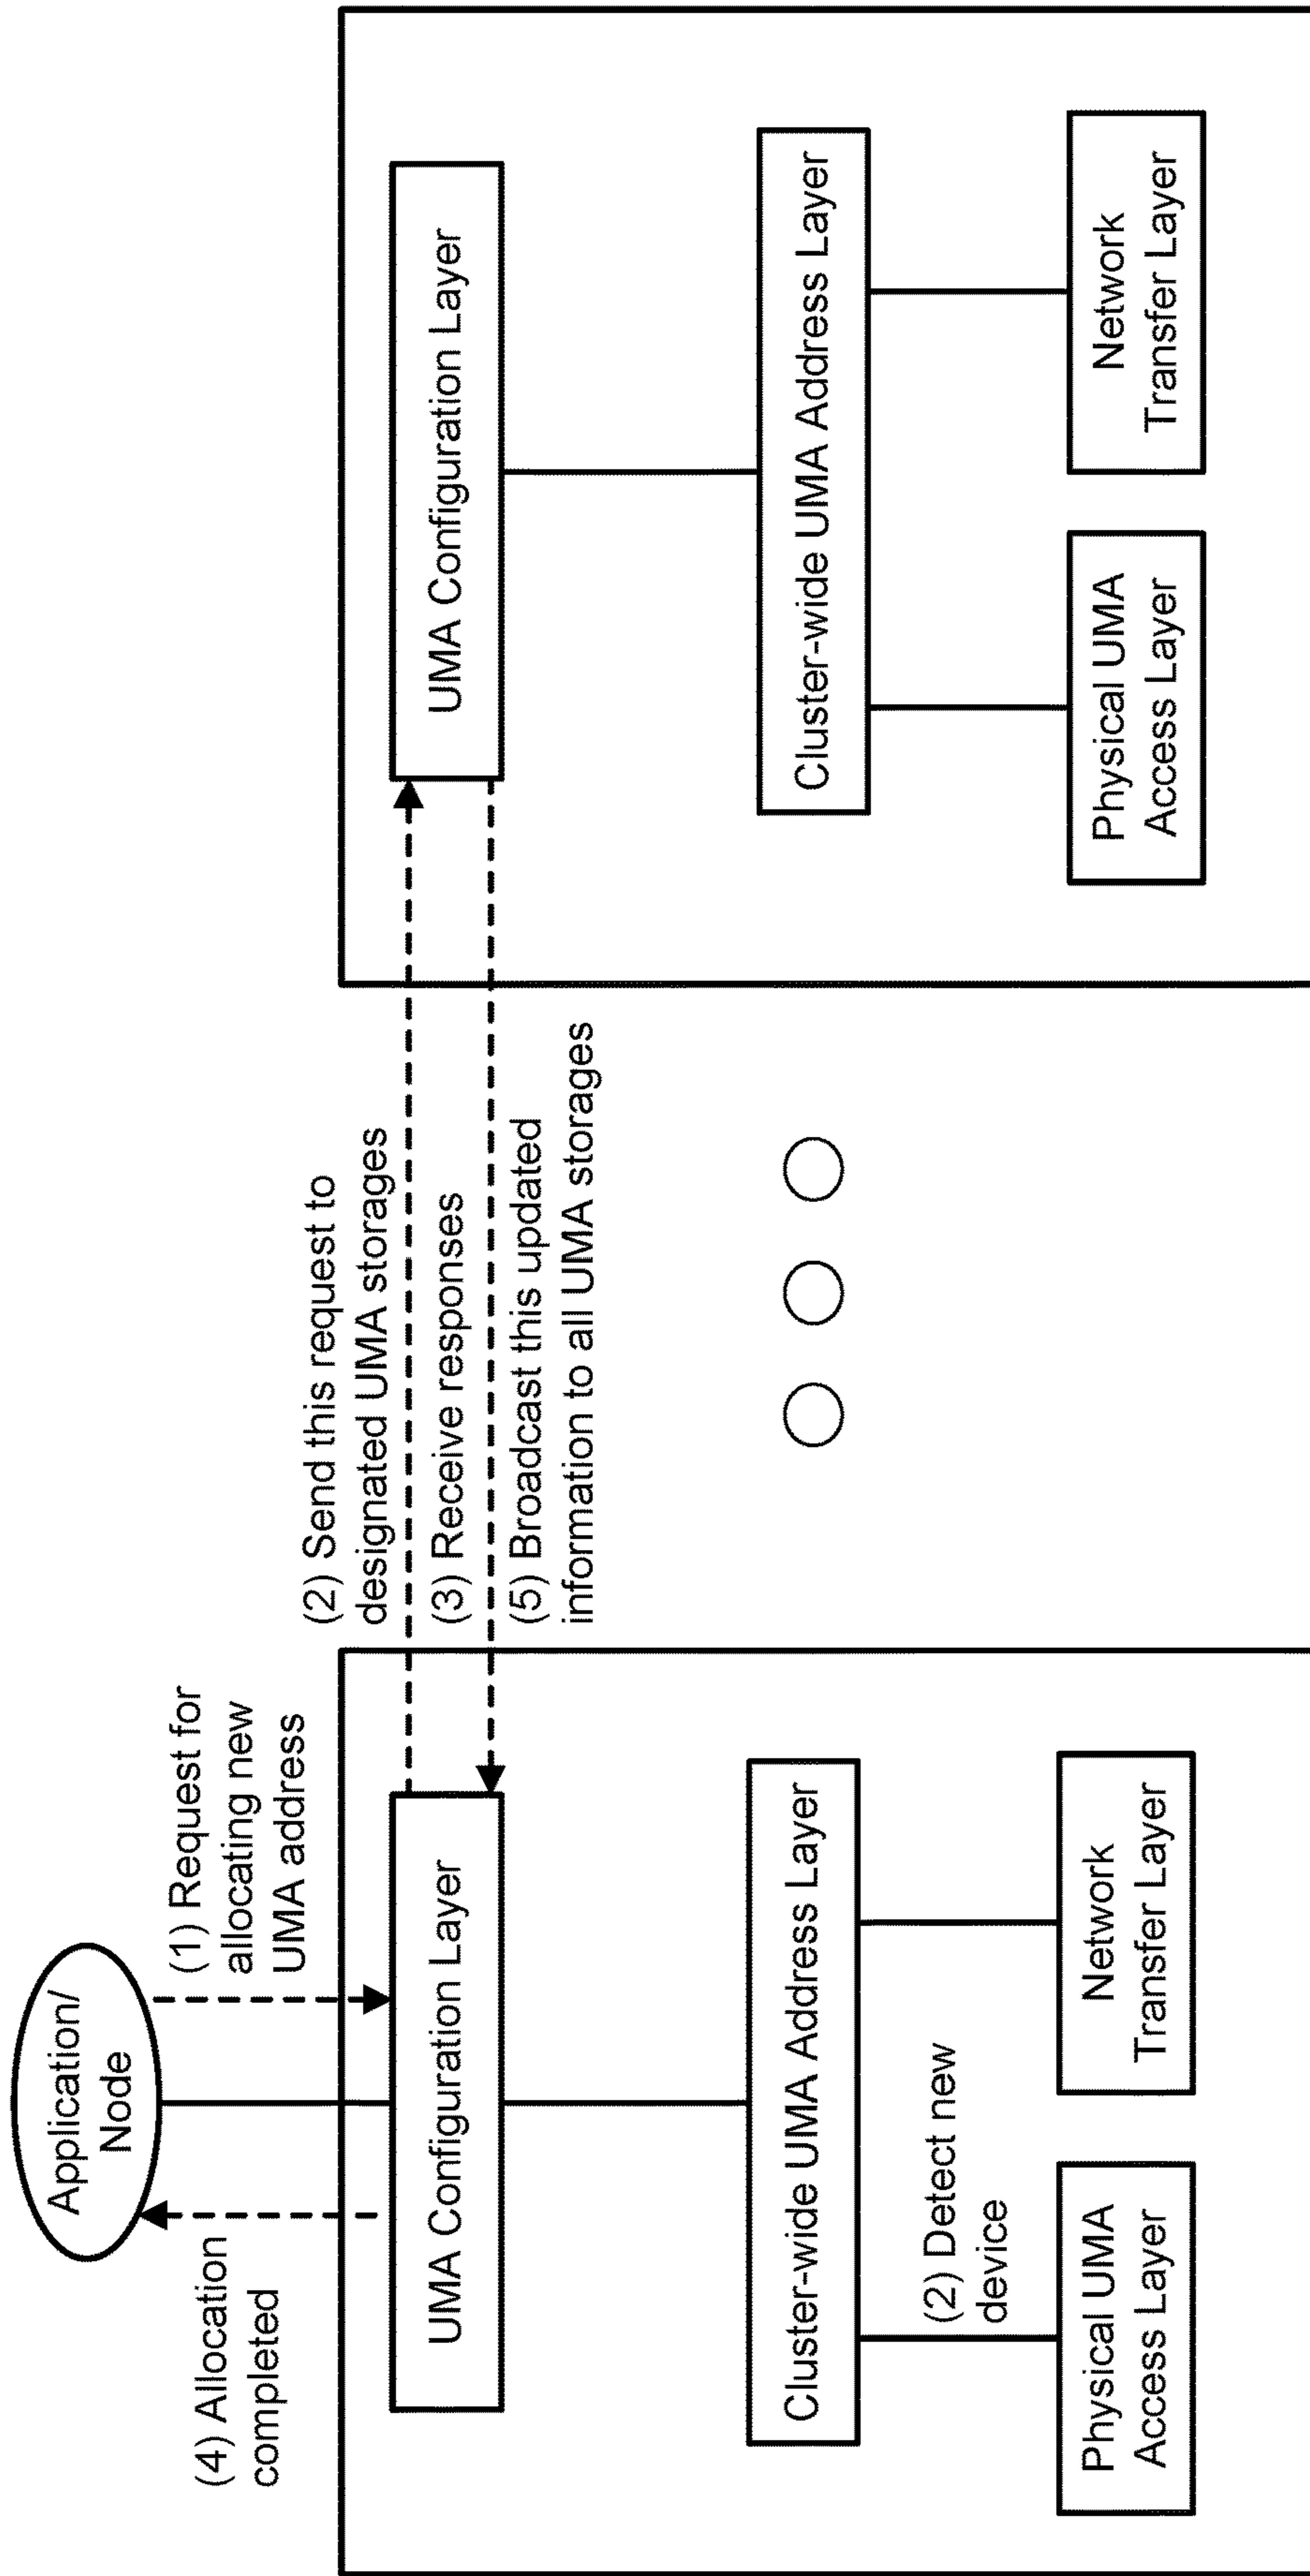 Application/
Node
(1) Request for
allocating new
UMA address
(4) Allocation
completed
UMA Configuration Layer
(2) Send this request to
designated UMA storages
(3) Receive responses
(5) Broadcast this updated
information to all UMA storages
UMA Configuration Layer
Cluster-wide UMA Address Layer
(2) Detect new
device
Physical UMA
Access Layer
Network
Transfer Layer
Cluster-wide UMA Address Layer
Physical UMA
Access Layer
Network
Transfer Layer